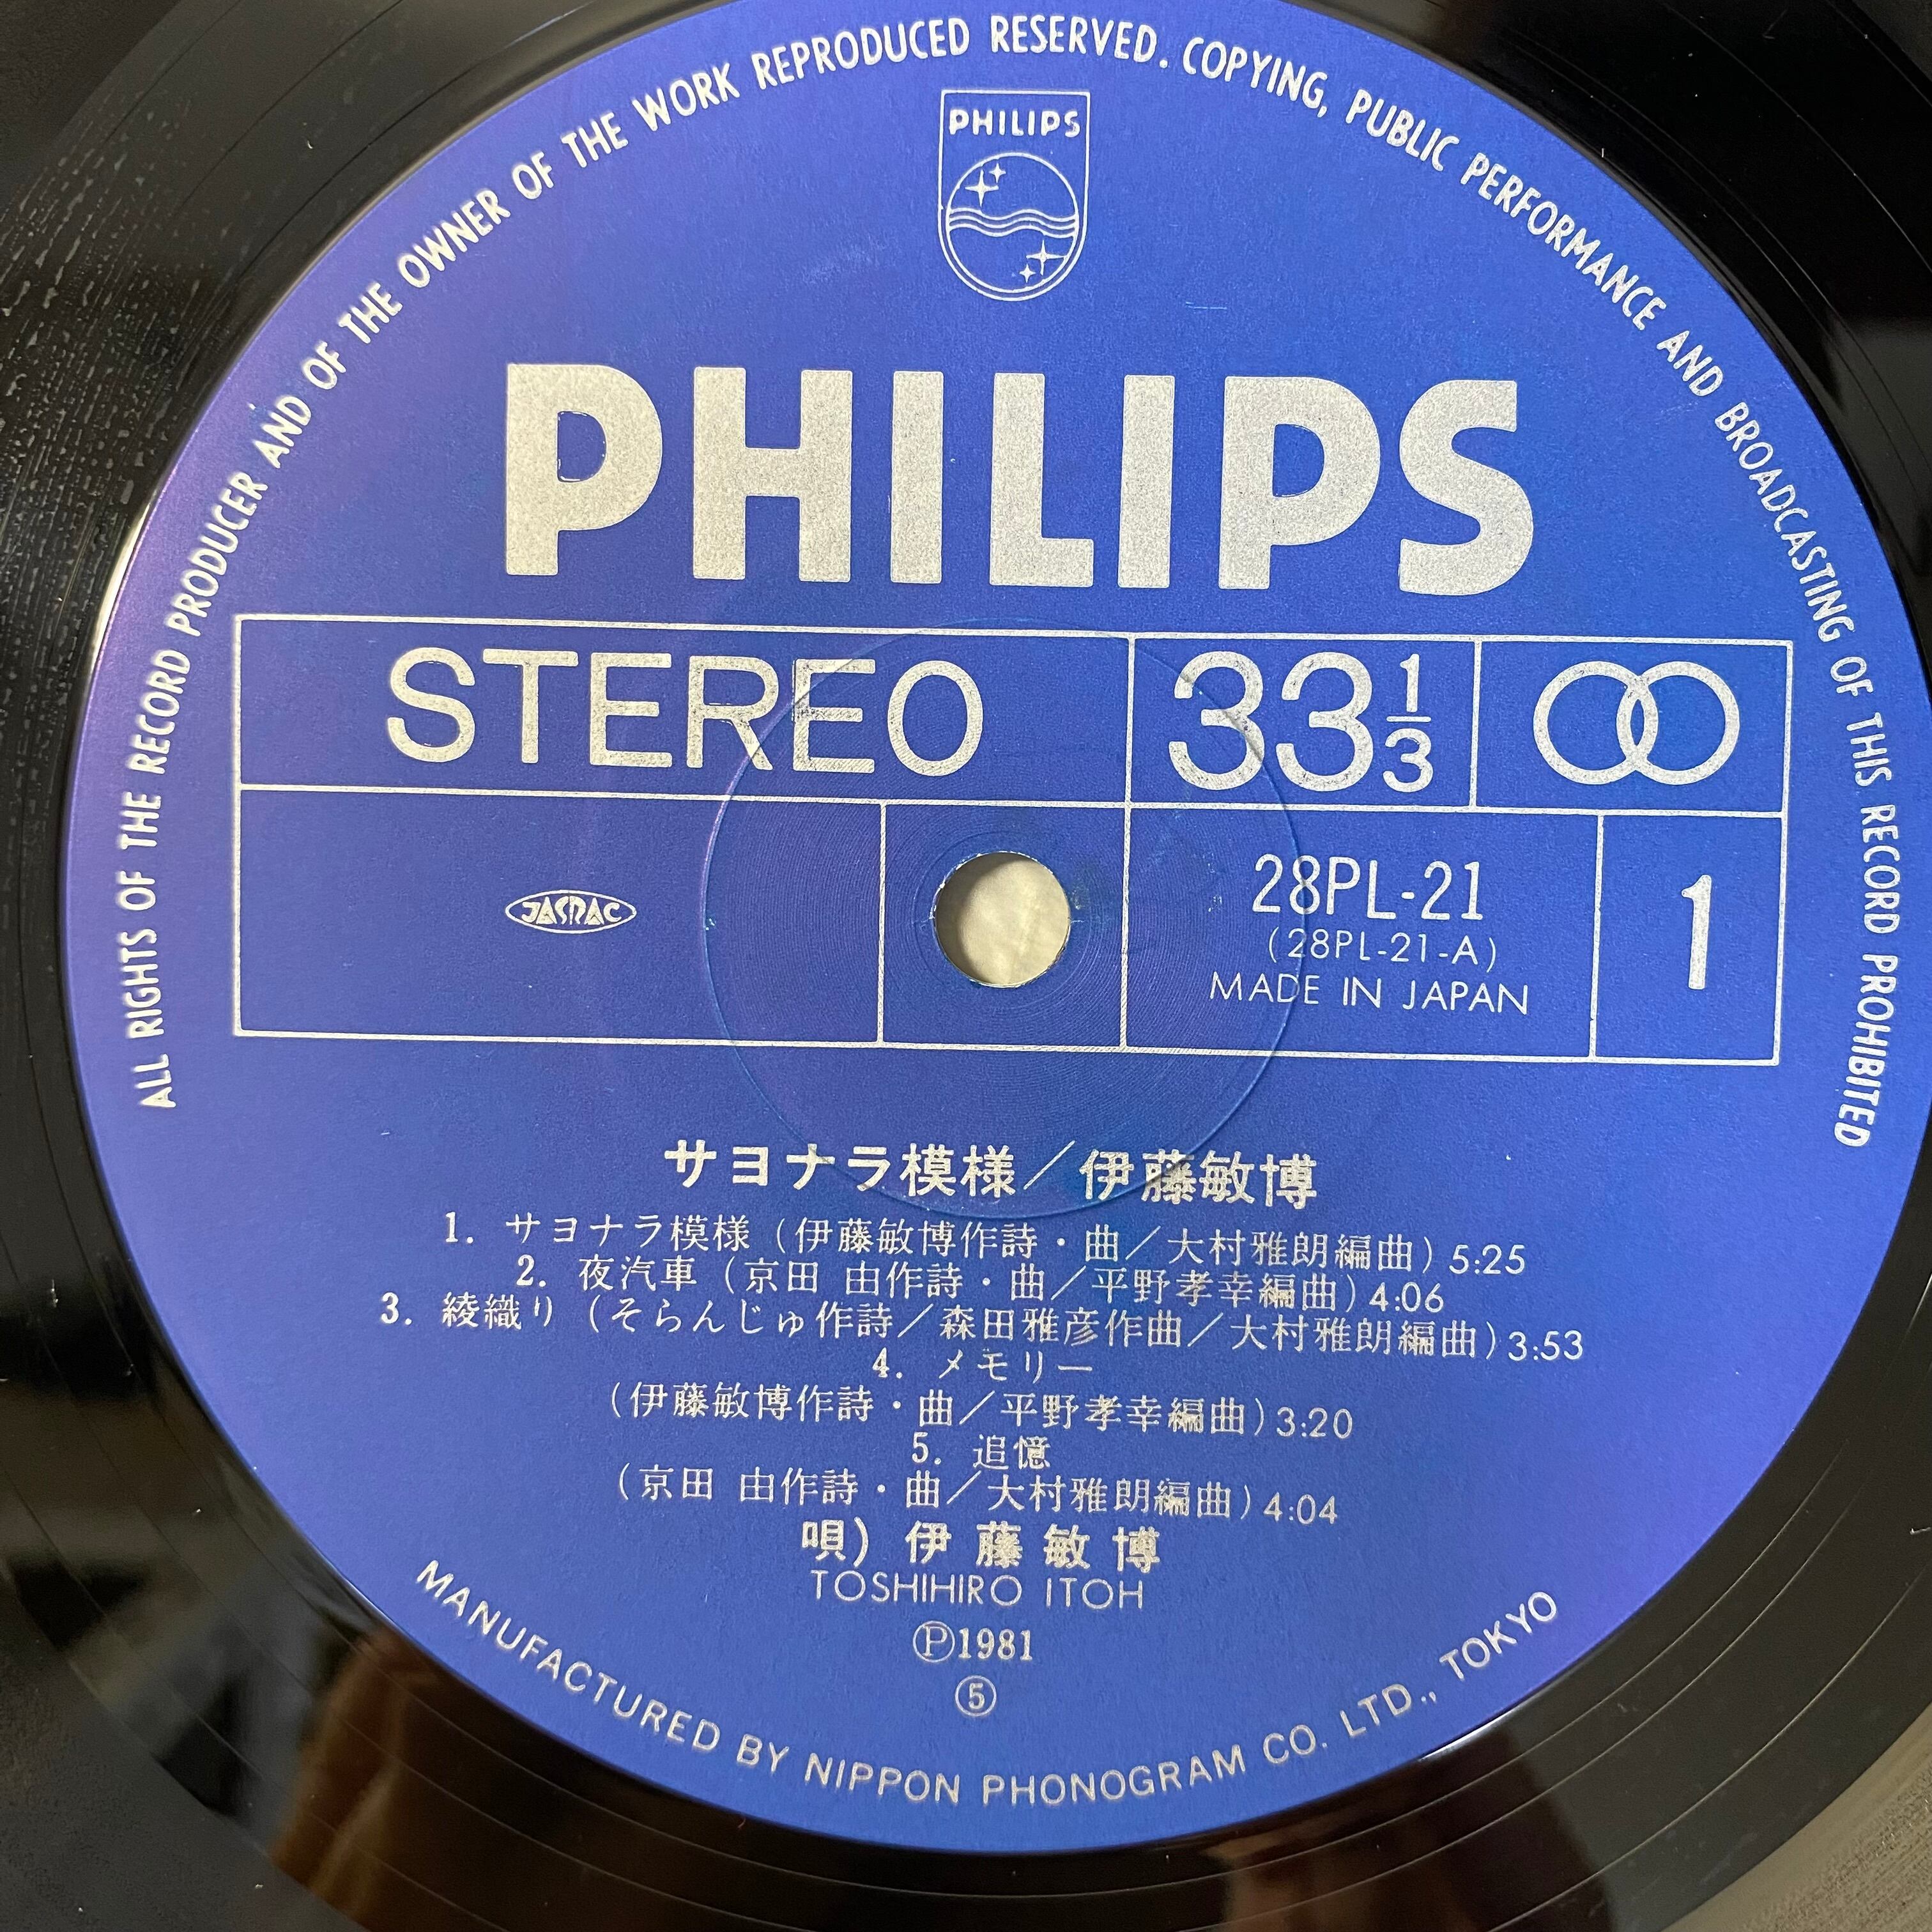 ALL RIGHTS OF THE RECORD PRODUCER AND OF THE OWNER OF THE WORK REPRODUCED RESERVED. COPYING, PUBLIC PERFORMANCE AND BROADCASTING OF THIS RECORD PROHIBITED
PHILIPS
PHILIPS
STEREO
33 1/3
JASRAC
28PL-21
(28PL-21-A)
MADE IN JAPAN
1
サヨナラ模様／伊藤敏博
1. サヨナラ模様 (伊藤敏博作詩・曲／大村雅朗編曲) 5:25
2. 夜汽車 (京田 由作詩・曲／平野孝幸編曲) 4:06
3. 綾織り (そらんじゅ作詩／森田雅彦作曲／大村雅朗編曲) 3:53
4. メモリー
(伊藤敏博作詩・曲／平野孝幸編曲) 3:20
5. 追憶
(京田 由作詩・曲／大村雅朗編曲) 4:04
唄) 伊藤敏博
TOSHIHIRO ITOH
Ⓟ1981
⑤
MANUFACTURED BY NIPPON PHONOGRAM CO. LTD., TOKYO